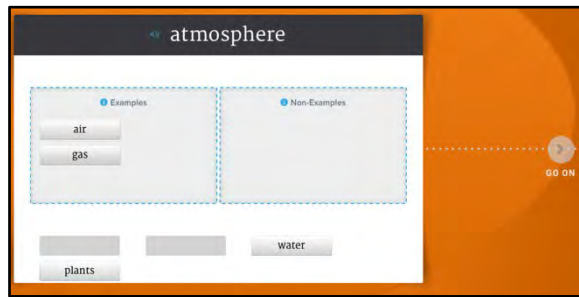 atmosphere
Examples
Non-Examples
air
gas
GO ON
water
plants